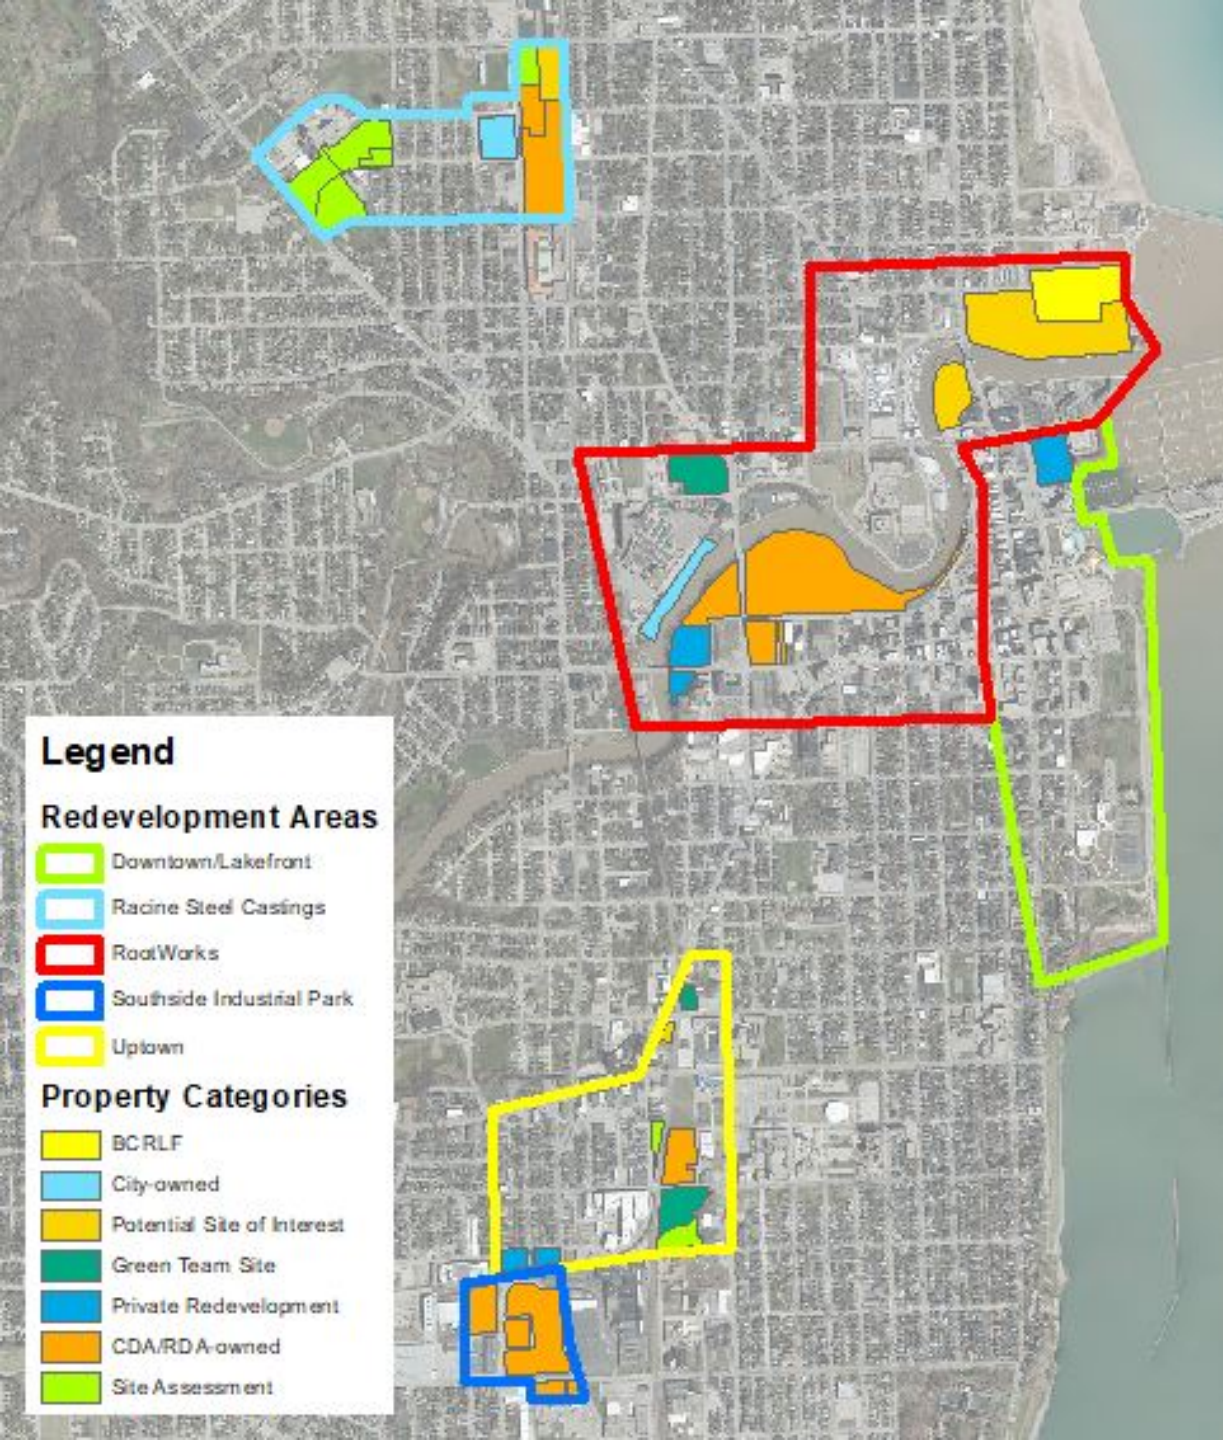 Legend
Redevelopment Areas
Downtown/Lakefront
Racine Steel Castings
RootWorks
Southside Industrial Park
Uptown
Property Categories
BCRLF
City-owned
Potential Site of Interest
Green Team Site
Private Redevelopment
CDA/RDA-owned
Site Assessment